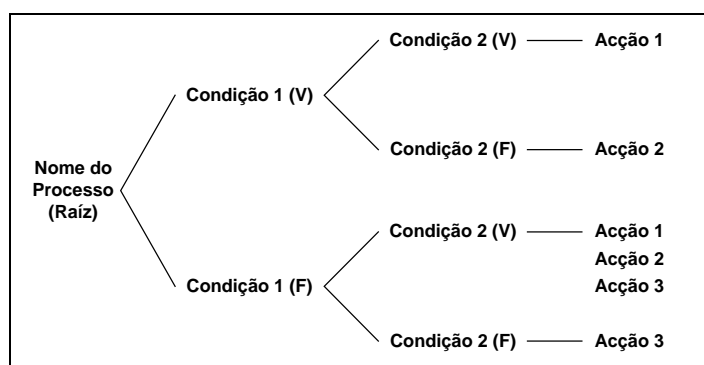 Condição 2 (V) Acção 1
Condição 1 (V)
Condição 2 (F) Acção 2
Nome do
Processo
(Raíz)
Condição 2 (V) Acção 1
Acção 2
Condição 1 (F) Acção 3
Condição 2 (F) Acção 3